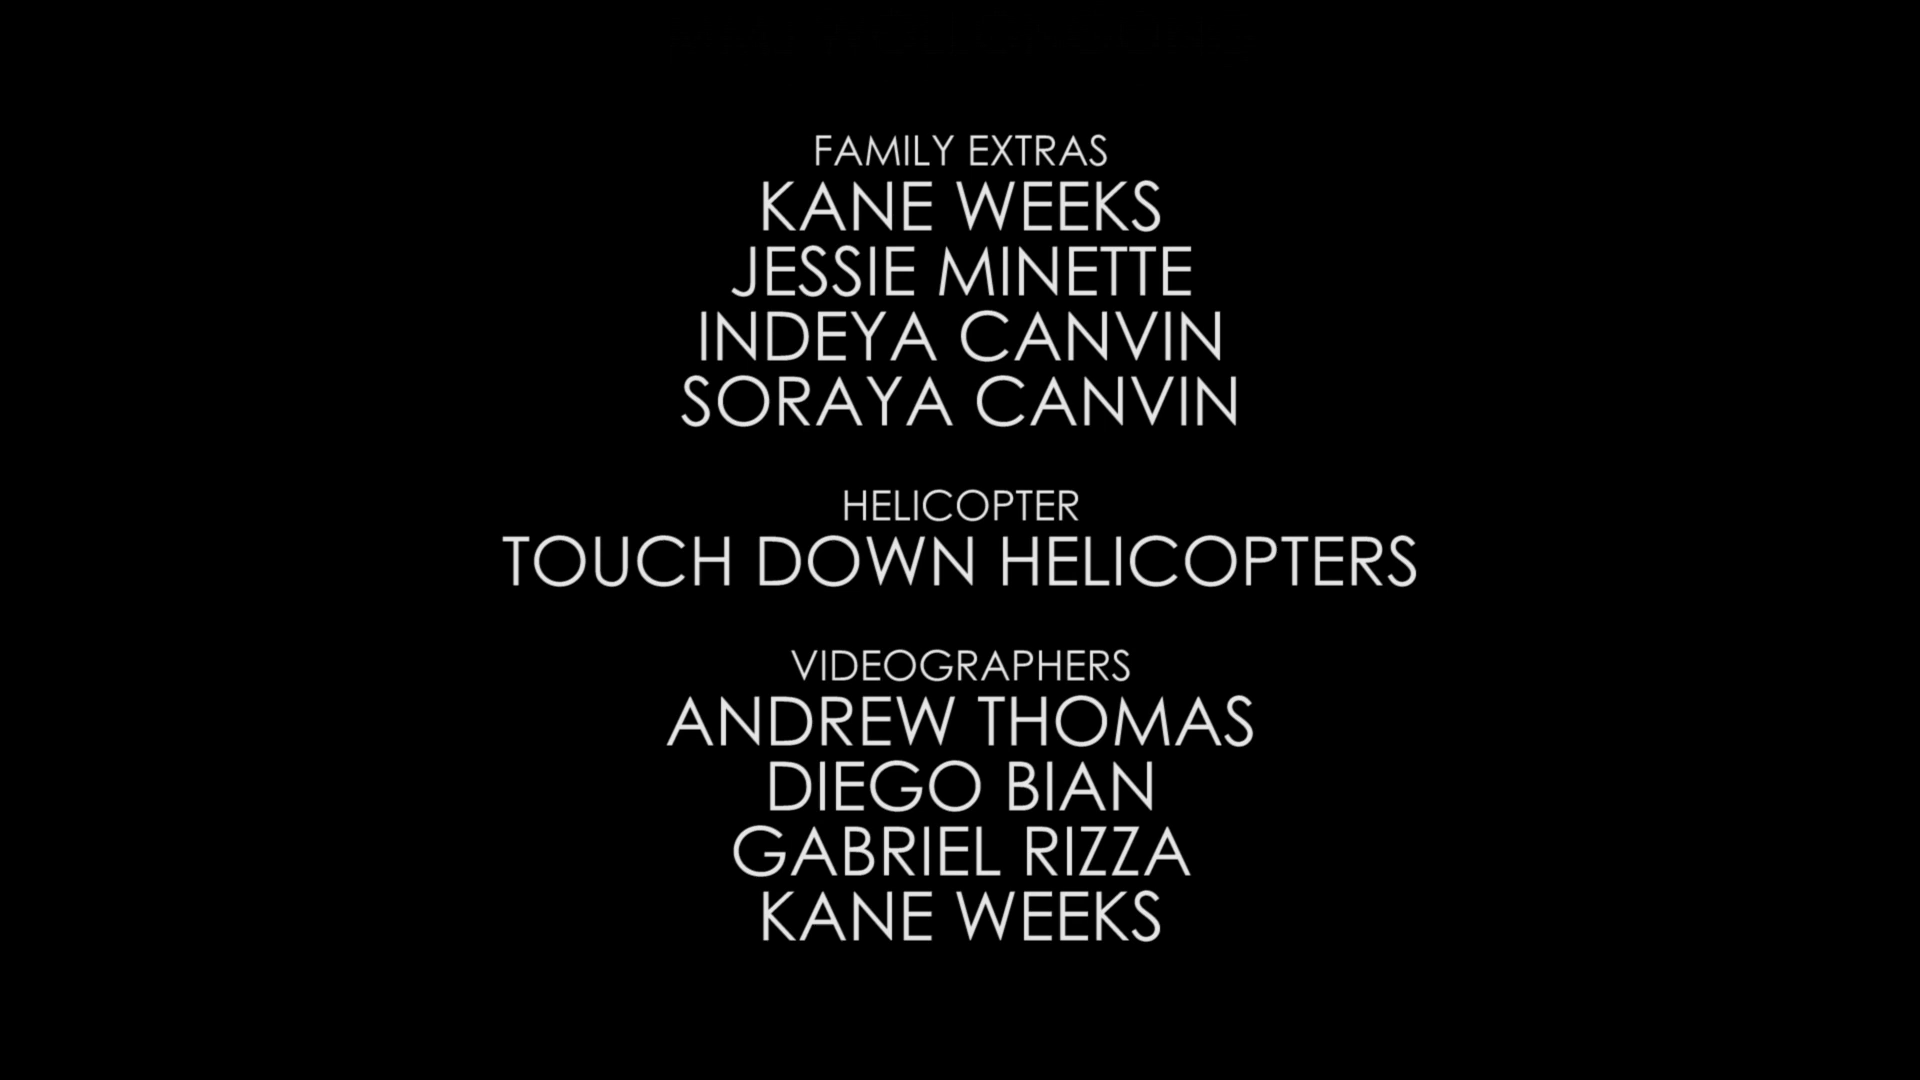 FAMILY EXTRAS
KANE WEEKS
JESSIE MINETTE
INDEYA CANVIN
SORAYA CANVIN
HELICOPTER
TOUCH DOWN HELICOPTERS
VIDEOGRAPHERS
ANDREW THOMAS
DIEGO BIAN
GABRIEL RIZZA
KANE WEEKS